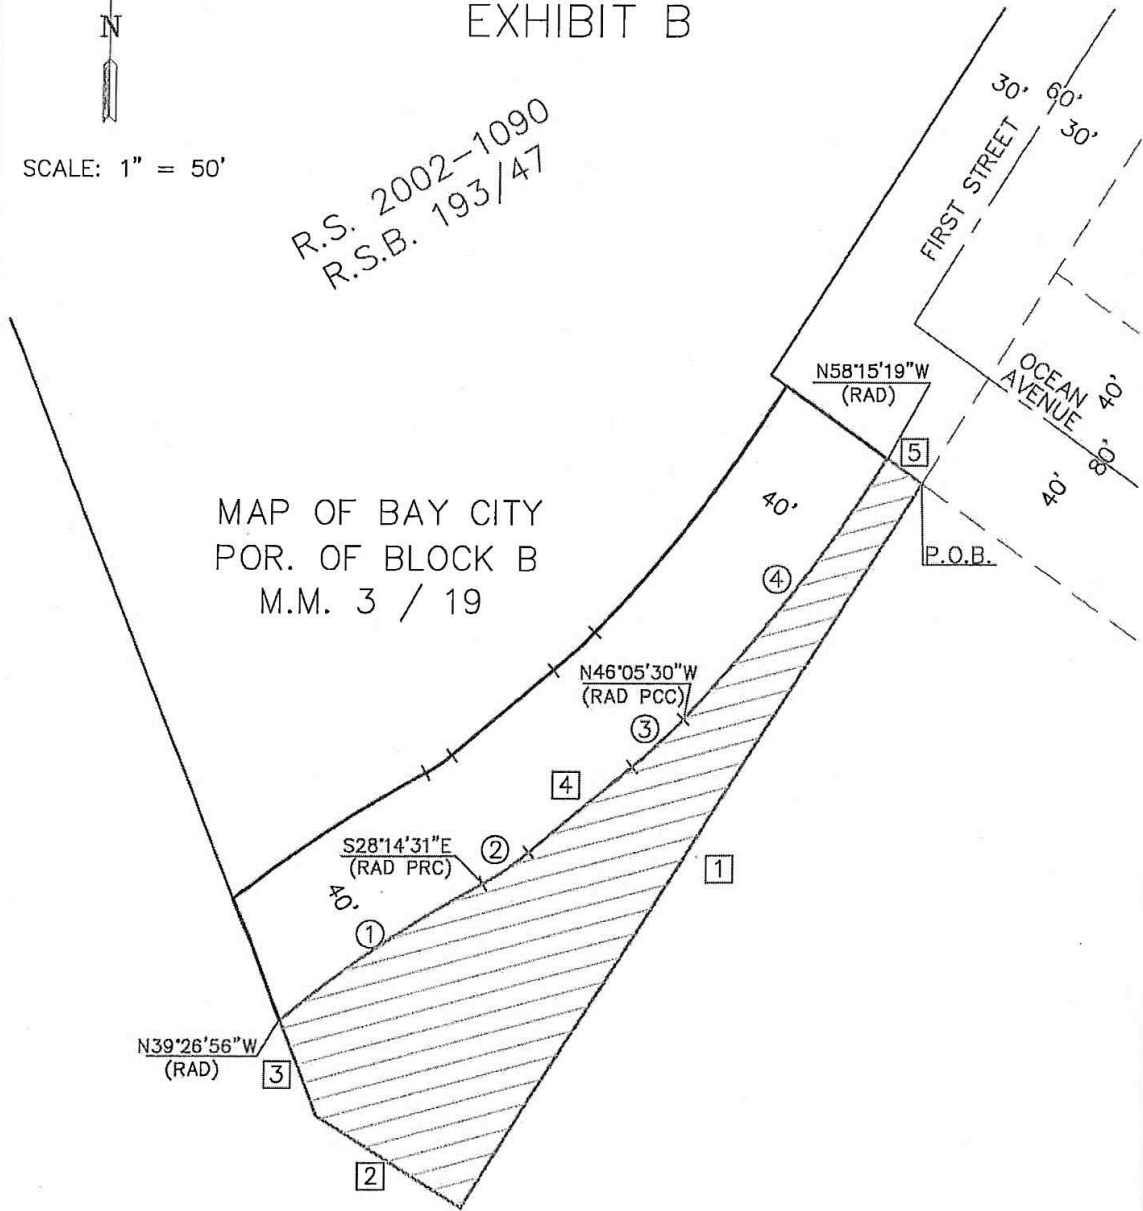 EXHIBIT B
N
SCALE: 1" = 50'
R.S. 2002-1090
R.S.B. 193/47
30' 60'
30'
FIRST STREET
N58°15'19"W
(RAD)
OCEAN
AVENUE
40'
80'
40'
5
P.O.B.
MAP OF BAY CITY
POR. OF BLOCK B
M.M. 3 / 19
40'
4
N46°05'30"W
(RAD PCC)
3
4
S28°14'31"E
(RAD PRC)
2
1
40'
1
N39°26'56"W
(RAD)
3
2